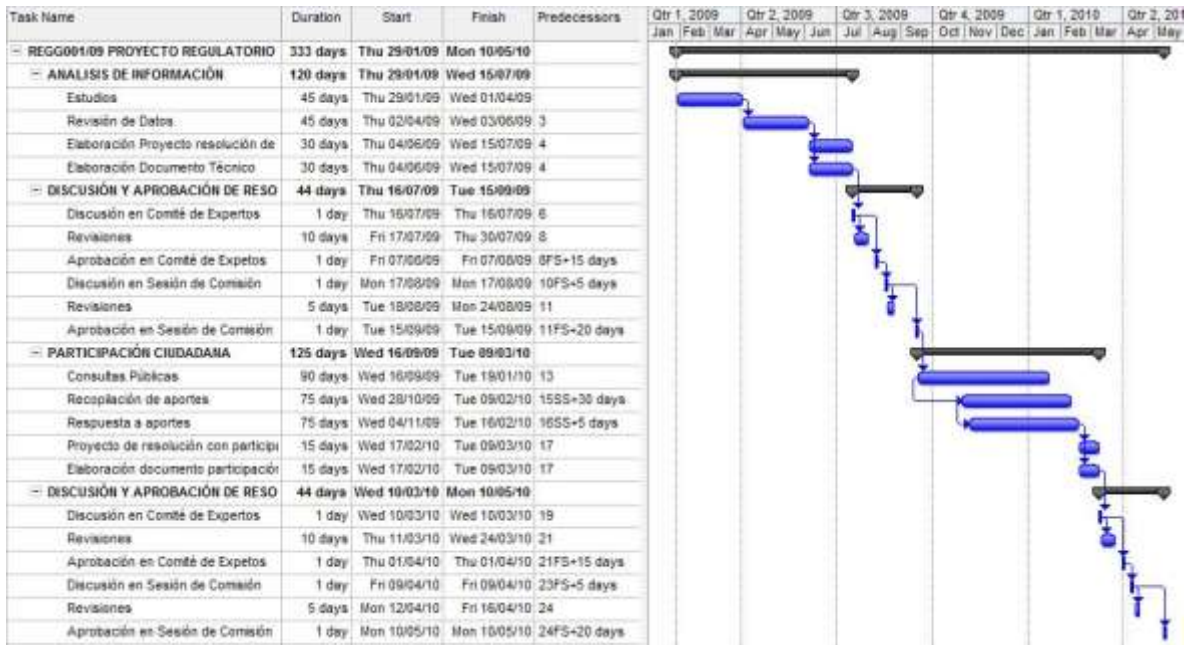 Task Name Duration Start Finish Predecessors Qtr 1, 2009 Qtr 2, 2009 Qtr 3, 2009 Qtr 4, 2009 Qtr 1, 2010 Qtr 2, 201
Jan Feb Mar Apr May Jun Jul Aug Sep Oct Nov Dec Jan Feb Mar Apr May
REGG001/09 PROYECTO REGULATORIO 333 days Thu 29/01/09 Mon 10/05/10
ANALISIS DE INFORMACIÓN 120 days Thu 29/01/09 Wed 15/07/09
Estudios 45 days Thu 29/01/09 Wed 01/04/09
Revisión de Datos 45 days Thu 02/04/09 Wed 03/06/09 3
Elaboración Proyecto resolución de 30 days Thu 04/06/09 Wed 15/07/09 4
Elaboración Documento Técnico 30 days Thu 04/06/09 Wed 15/07/09 4
DISCUSIÓN Y APROBACIÓN DE RESO 44 days Thu 16/07/09 Tue 15/09/09
Discusión en Comité de Expertos 1 day Thu 16/07/09 Thu 16/07/09 6
Revisiones 10 days Fri 17/07/09 Thu 30/07/09 8
Aprobación en Comité de Expetos 1 day Fri 07/08/09 Fri 07/08/09 8FS+15 days
Discusión en Sesión de Comisión 1 day Mon 17/08/09 Mon 17/08/09 10FS+5 days
Revisiones 5 days Tue 18/08/09 Mon 24/08/09 11
Aprobación en Sesión de Comisión 1 day Tue 15/09/09 Tue 15/09/09 11FS+20 days
PARTICIPACIÓN CIUDADANA 125 days Wed 16/09/09 Tue 09/03/10
Consultas Públicas 90 days Wed 16/09/09 Tue 19/01/10 13
Recopilación de aportes 75 days Wed 28/10/09 Tue 09/02/10 15SS+30 days
Respuesta a aportes 75 days Wed 04/11/09 Tue 16/02/10 16SS+5 days
Proyecto de resolución con particip 15 days Wed 17/02/10 Tue 09/03/10 17
Elaboración documento participación 15 days Wed 17/02/10 Tue 09/03/10 17
DISCUSIÓN Y APROBACIÓN DE RESO 44 days Wed 10/03/10 Mon 10/05/10
Discusión en Comité de Expertos 1 day Wed 10/03/10 Wed 10/03/10 19
Revisiones 10 days Thu 11/03/10 Wed 24/03/10 21
Aprobación en Comité de Expetos 1 day Thu 01/04/10 Thu 01/04/10 21FS+15 days
Discusión en Sesión de Comisión 1 day Fri 09/04/10 Fri 09/04/10 23FS+5 days
Revisiones 5 days Mon 12/04/10 Fri 16/04/10 24
Aprobación en Sesión de Comisión 1 day Mon 10/05/10 Mon 10/05/10 24FS+20 days